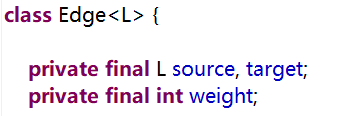 class Edge<L> {
private final L source, target;
private final int weight;